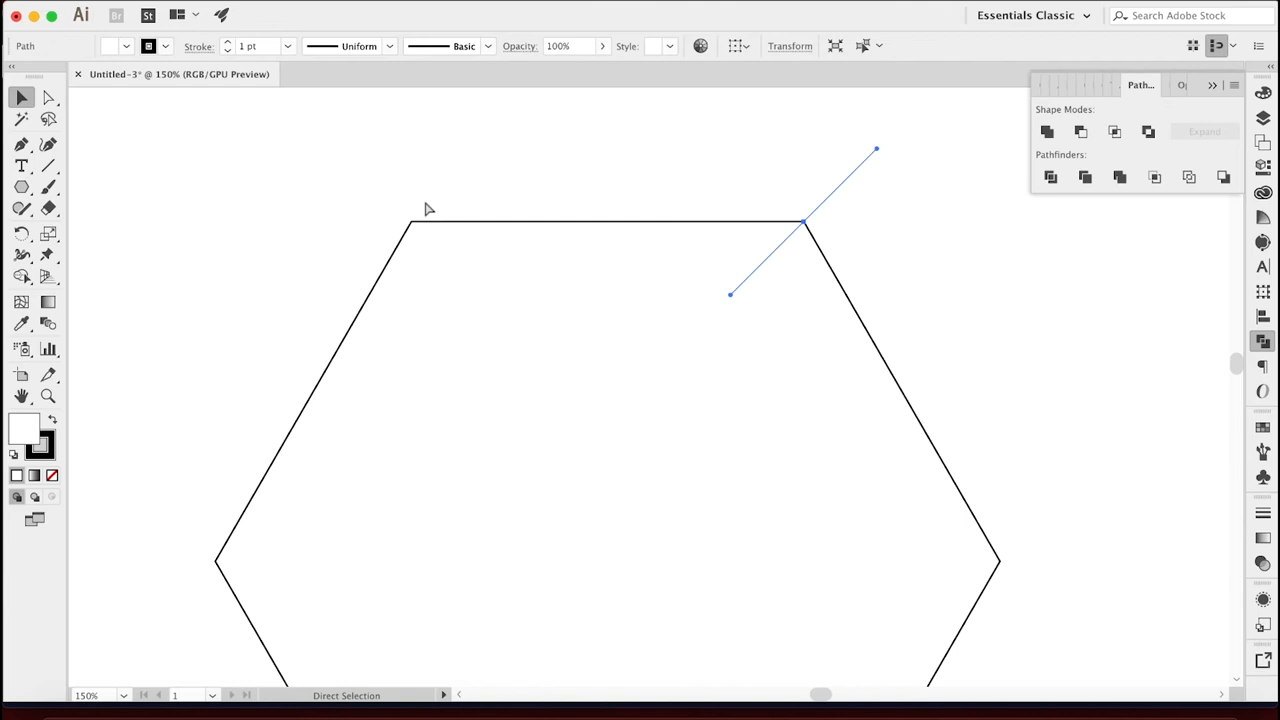 Ai Br St Essentials Classic Search Adobe Stock
Path Stroke: 1 pt Uniform Basic Opacity: 100% Style: Transform
Untitled-3* @ 150% (RGB/GPU Preview)
Path...
Shape Modes:
Expand
Pathfinders:
150% 1 Direct Selection